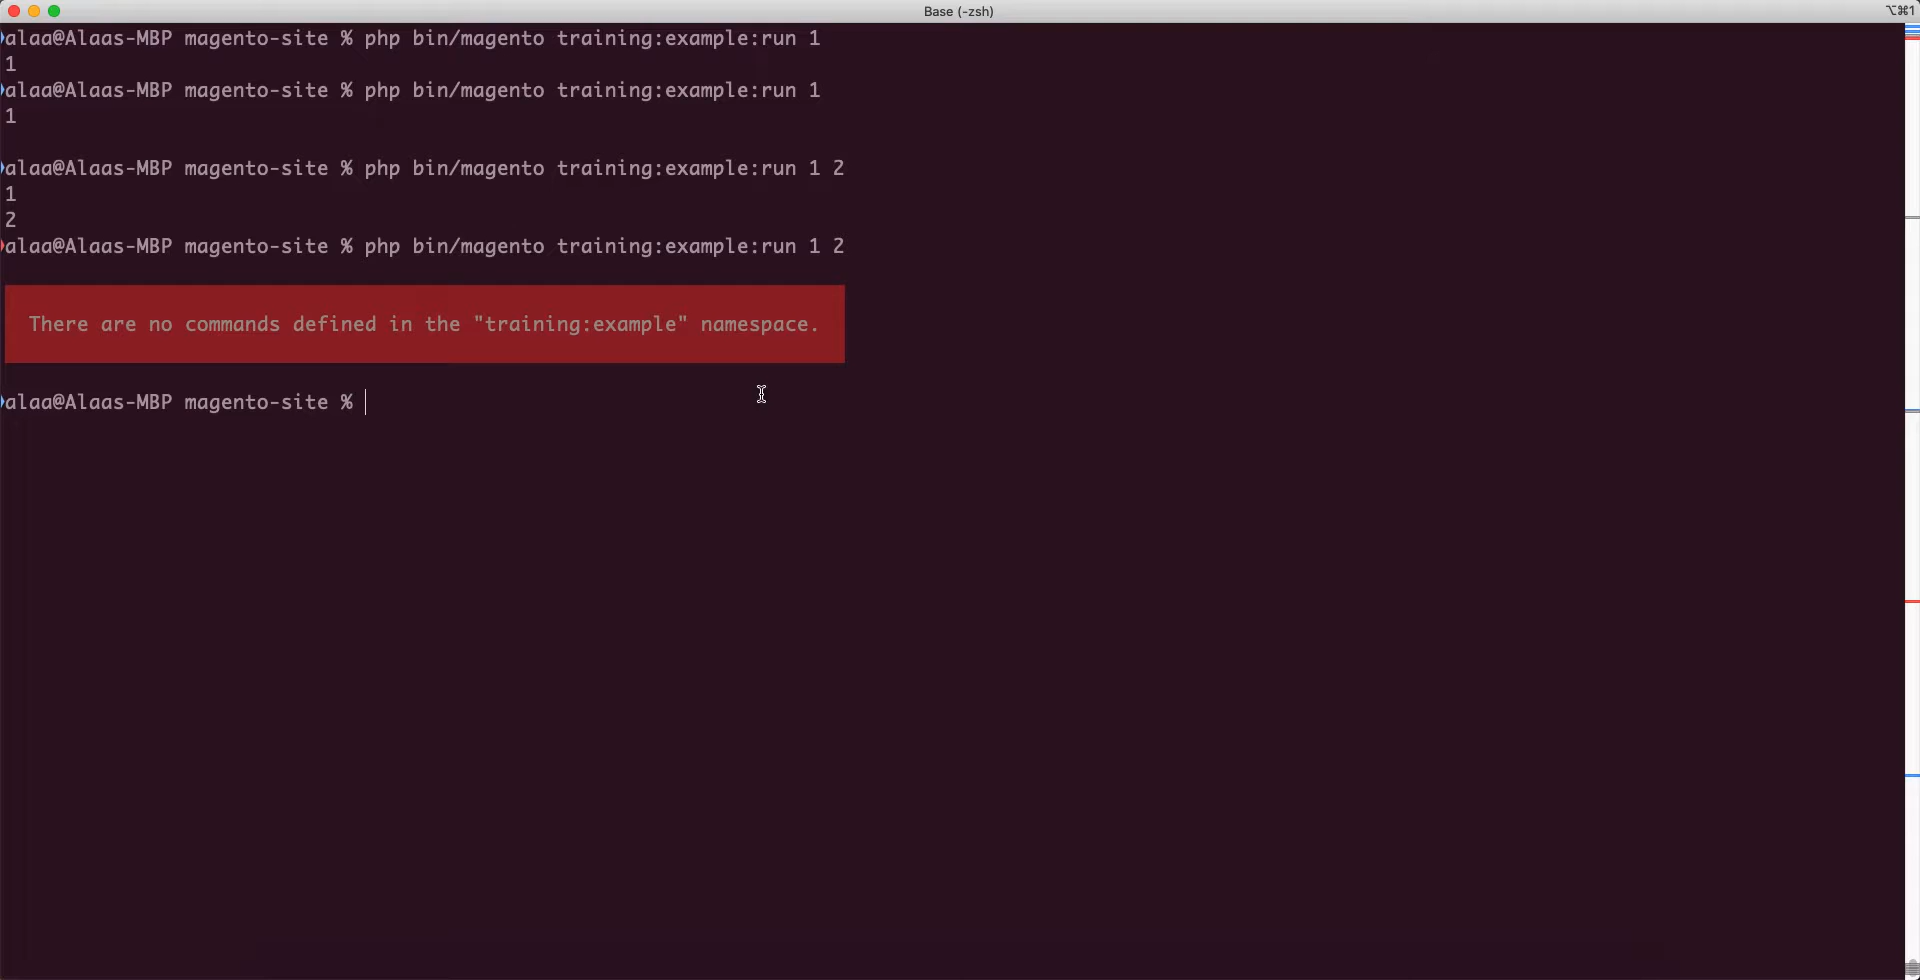 Base (-zsh)
⌥⌘1
alaa@Alaas-MBP magento-site % php bin/magento training:example:run 1
1
alaa@Alaas-MBP magento-site % php bin/magento training:example:run 1
1
alaa@Alaas-MBP magento-site % php bin/magento training:example:run 1 2
1
2
alaa@Alaas-MBP magento-site % php bin/magento training:example:run 1 2
There are no commands defined in the "training:example" namespace.
alaa@Alaas-MBP magento-site %